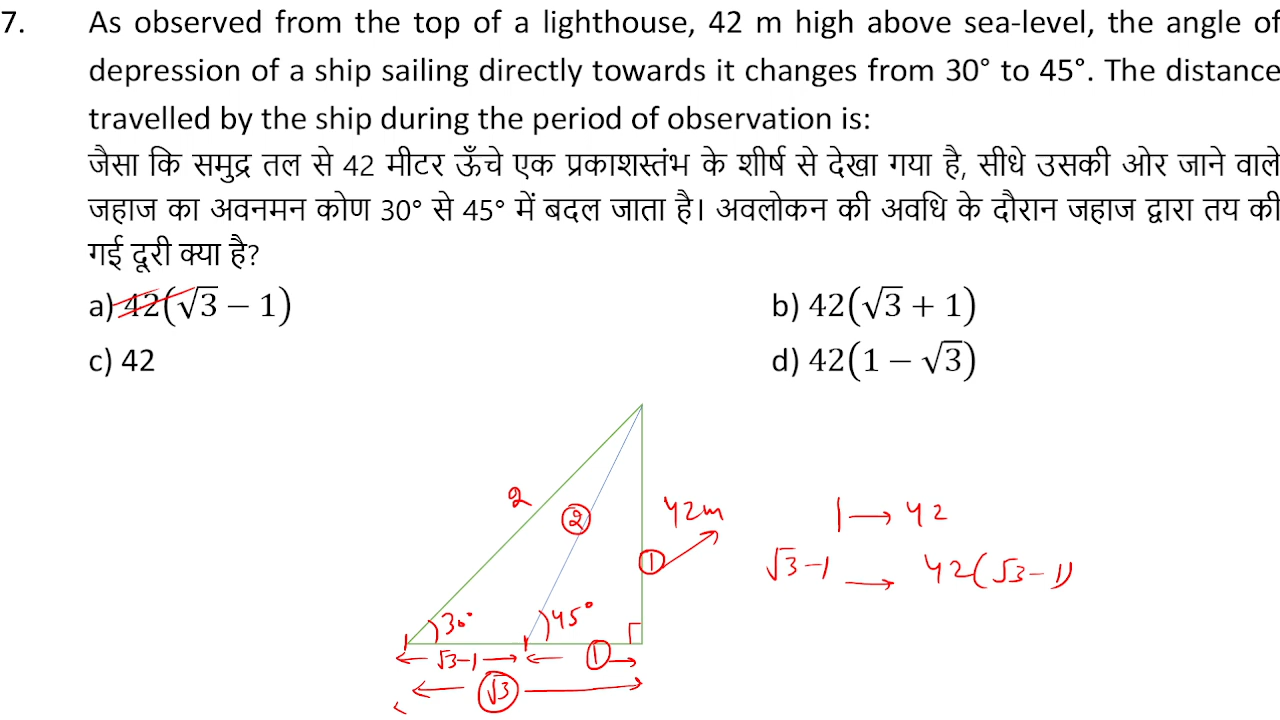 7. As observed from the top of a lighthouse, 42 m high above sea-level, the angle of
depression of a ship sailing directly towards it changes from 30° to 45°. The distance
travelled by the ship during the period of observation is:
जैसा कि समुद्र तल से 42 मीटर ऊँचे एक प्रकाशस्तंभ के शीर्ष से देखा गया है, सीधे उसकी ओर जाने वाले
जहाज का अवनमन कोण 30° से 45° में बदल जाता है। अवलोकन की अवधि के दौरान जहाज द्वारा तय की
गई दूरी क्या है?
a) 42(√3 − 1) b) 42(√3 + 1)
c) 42 d) 42(1 − √3)
2
2
42m
1 → 42
1
√3-1 → 42(√3-1)
30°
45°
√3-1
1
√3